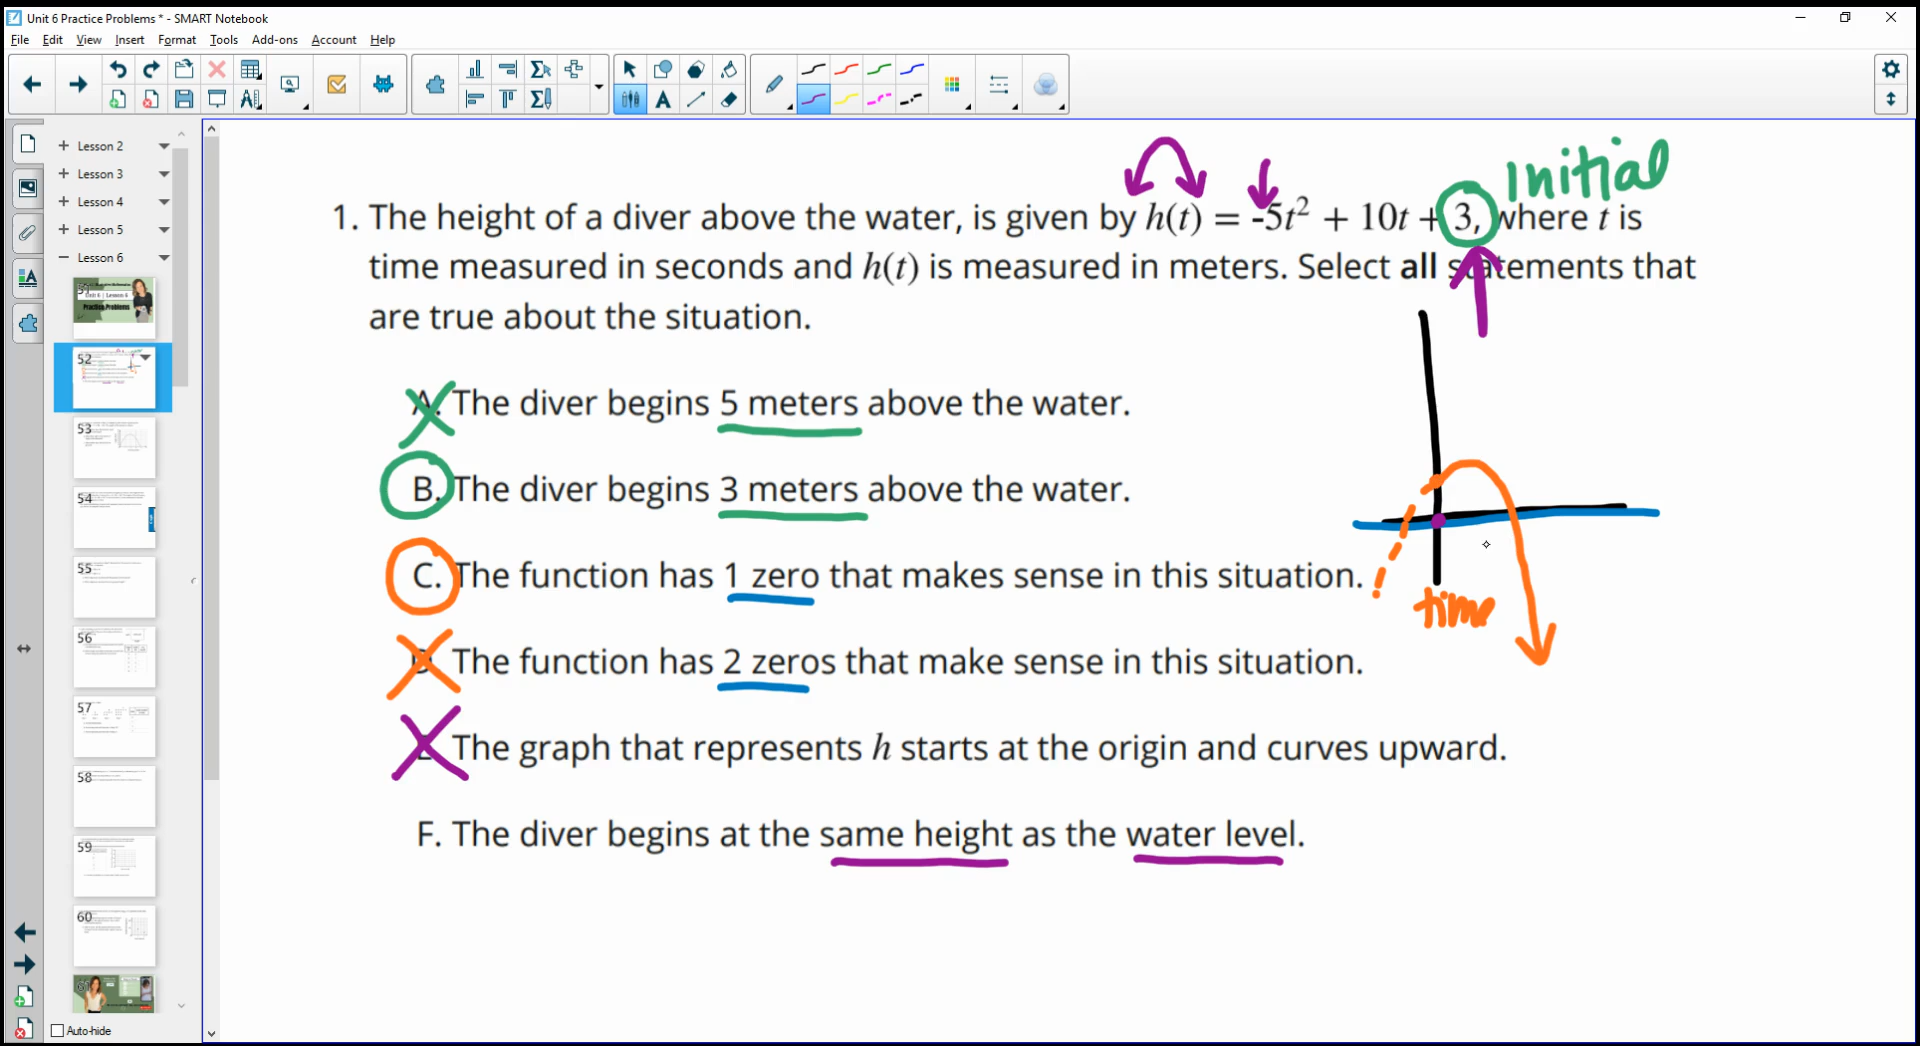 Unit 6 Practice Problems * - SMART Notebook
File Edit View Insert Format Tools Add-ons Account Help
Lesson 2
Lesson 3
Lesson 4
Lesson 5
Lesson 6
Unit 6 | Lesson 6
Practice Problems
52
53
54
55
56
57
58
59
60
Auto-hide
Initial
1. The height of a diver above the water, is given by h(t) = -5t² + 10t + 3, where t is
time measured in seconds and h(t) is measured in meters. Select all statements that
are true about the situation.
A. The diver begins 5 meters above the water.
B. The diver begins 3 meters above the water.
C. The function has 1 zero that makes sense in this situation.
time
D. The function has 2 zeros that make sense in this situation.
E. The graph that represents h starts at the origin and curves upward.
F. The diver begins at the same height as the water level.